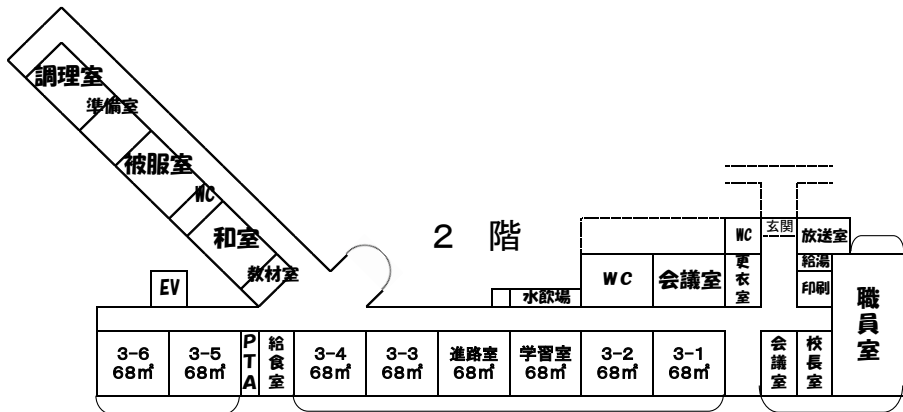 調理室
準備室
被服室
WC
和室
教材室
2 階
EV
水飲場
WC
会議室
WC
更衣室
玄関
放送室
給湯
印刷
職員室
3-6
68㎡
3-5
68㎡
PTA
給食室
3-4
68㎡
3-3
68㎡
進路室
68㎡
学習室
68㎡
3-2
68㎡
3-1
68㎡
会議室
校長室